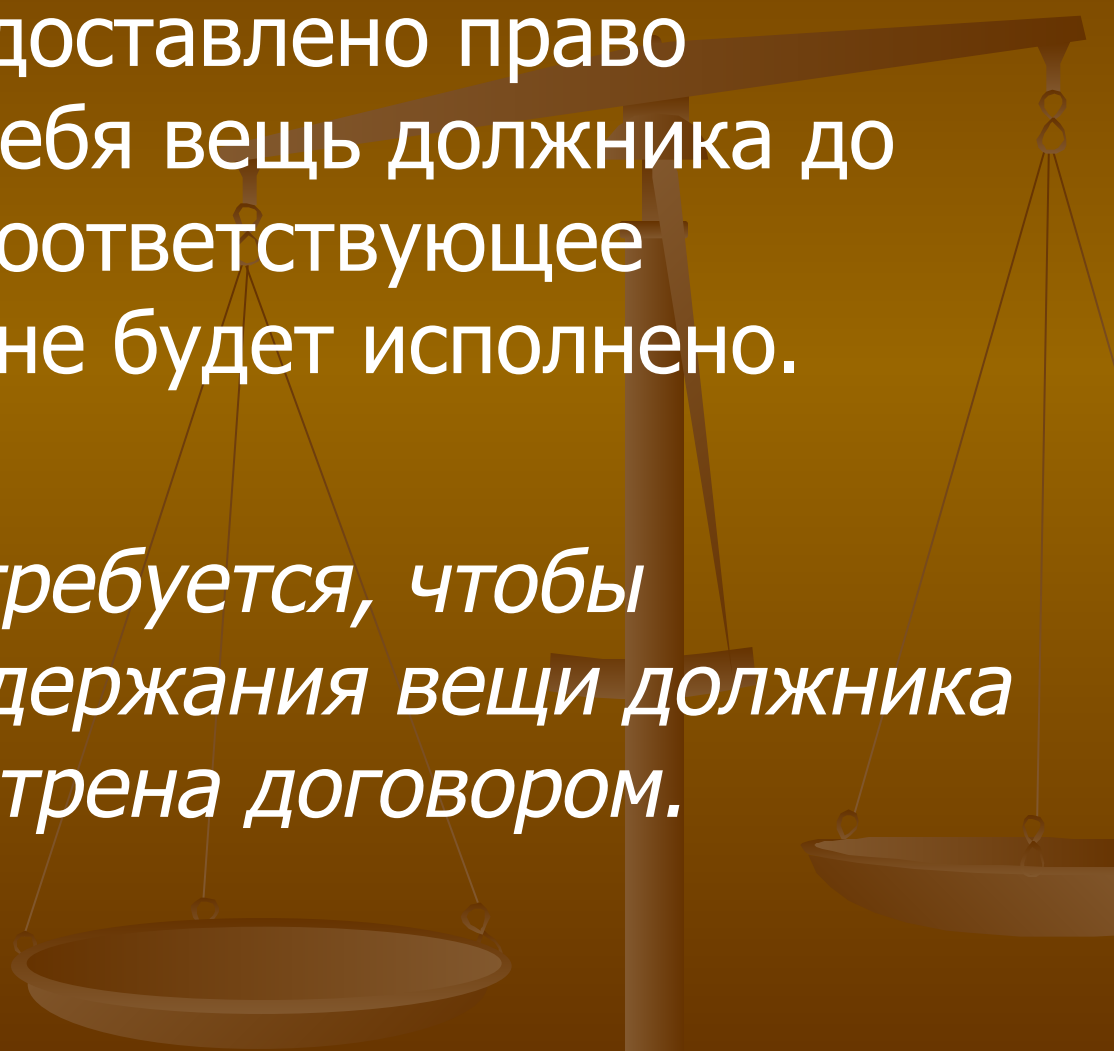 доставлено право
ебя вещь должника до
оответствующее
не будет исполнено.
требуется, чтобы
держания вещи должника
трена договором.